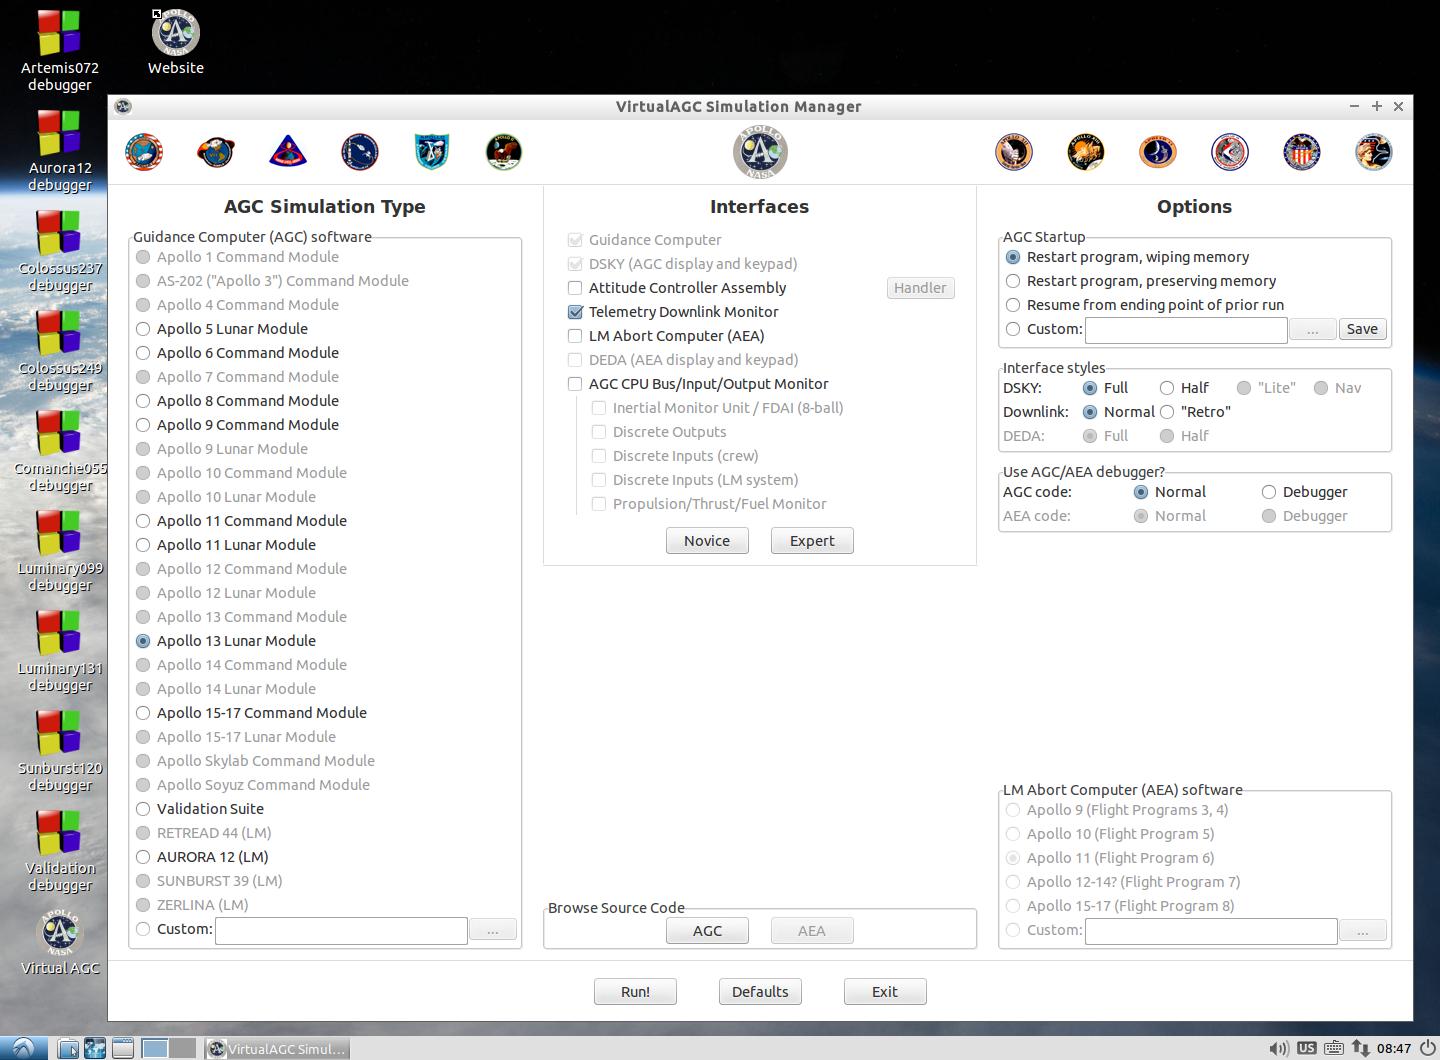 Artemis072
debugger
Website
Aurora12
debugger
Colossus237
debugger
Colossus249
debugger
Comanche055
debugger
Luminary099
debugger
Luminary131
debugger
Sunburst120
debugger
Validation
debugger
Virtual AGC
VirtualAGC Simulation Manager
AGC Simulation Type
Guidance Computer (AGC) software
Apollo 1 Command Module
AS-202 ("Apollo 3") Command Module
Apollo 4 Command Module
Apollo 5 Lunar Module
Apollo 6 Command Module
Apollo 7 Command Module
Apollo 8 Command Module
Apollo 9 Command Module
Apollo 9 Lunar Module
Apollo 10 Command Module
Apollo 10 Lunar Module
Apollo 11 Command Module
Apollo 11 Lunar Module
Apollo 12 Command Module
Apollo 12 Lunar Module
Apollo 13 Command Module
Apollo 13 Lunar Module
Apollo 14 Command Module
Apollo 14 Lunar Module
Apollo 15-17 Command Module
Apollo 15-17 Lunar Module
Apollo Skylab Command Module
Apollo Soyuz Command Module
Validation Suite
RETREAD 44 (LM)
AURORA 12 (LM)
SUNBURST 39 (LM)
ZERLINA (LM)
Custom: ...
Interfaces
Guidance Computer
DSKY (AGC display and keypad)
Attitude Controller Assembly Handler
Telemetry Downlink Monitor
LM Abort Computer (AEA)
DEDA (AEA display and keypad)
AGC CPU Bus/Input/Output Monitor
Inertial Monitor Unit / FDAI (8-ball)
Discrete Outputs
Discrete Inputs (crew)
Discrete Inputs (LM system)
Propulsion/Thrust/Fuel Monitor
Novice Expert
Browse Source Code
AGC AEA
Options
AGC Startup
Restart program, wiping memory
Restart program, preserving memory
Resume from ending point of prior run
Custom: ... Save
Interface styles
DSKY: Full Half "Lite" Nav
Downlink: Normal "Retro"
DEDA: Full Half
Use AGC/AEA debugger?
AGC code: Normal Debugger
AEA code: Normal Debugger
LM Abort Computer (AEA) software
Apollo 9 (Flight Programs 3, 4)
Apollo 10 (Flight Program 5)
Apollo 11 (Flight Program 6)
Apollo 12-14? (Flight Program 7)
Apollo 15-17 (Flight Program 8)
Custom: ...
Run! Defaults Exit
VirtualAGC Simul... US 08:47